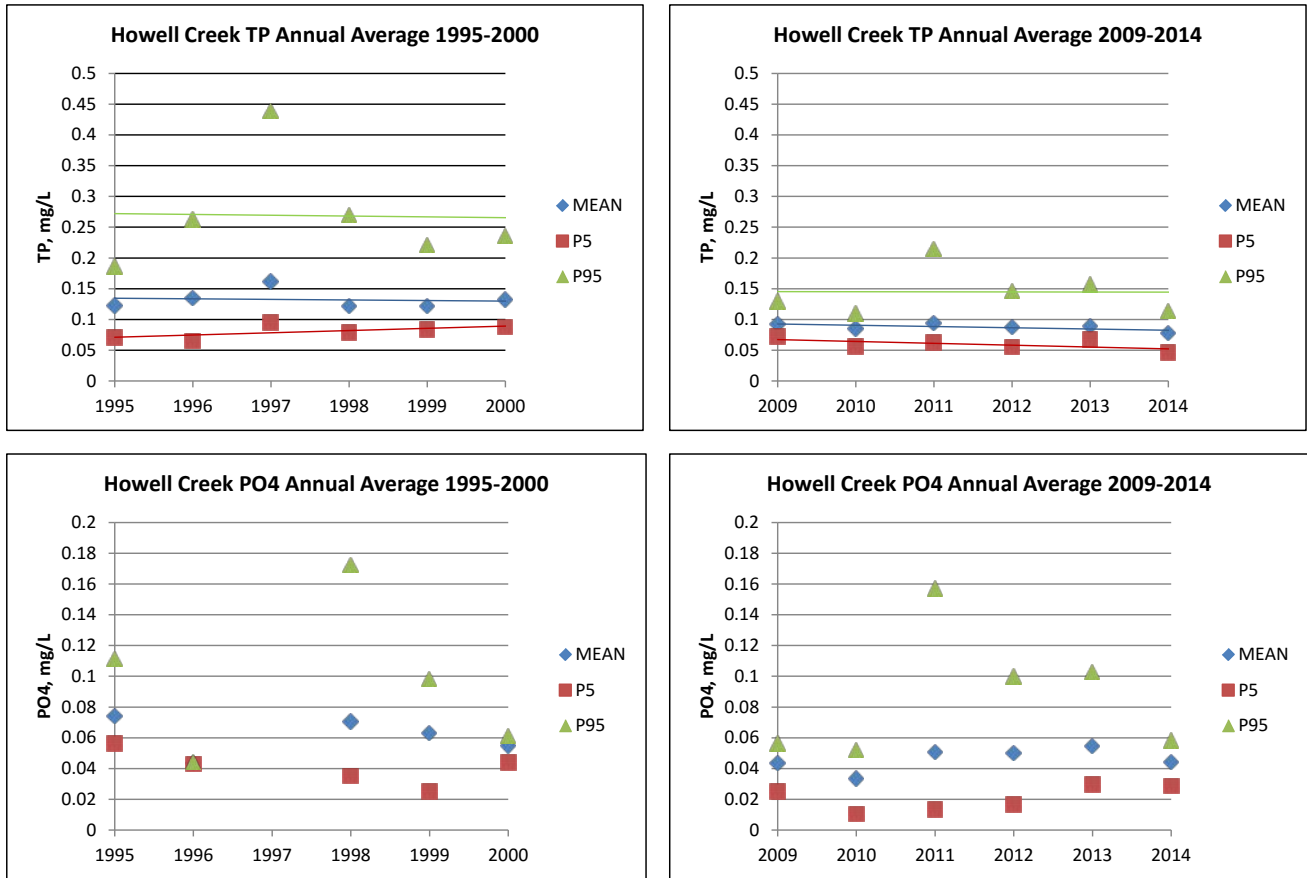 Howell Creek TP Annual Average 1995-2000
0.5
0.45
0.4
0.35
0.3
0.25
0.2
0.15
0.1
0.05
0
TP, mg/L
1995 1996 1997 1998 1999 2000
MEAN
P5
P95
Howell Creek TP Annual Average 2009-2014
0.5
0.45
0.4
0.35
0.3
0.25
0.2
0.15
0.1
0.05
0
TP, mg/L
2009 2010 2011 2012 2013 2014
MEAN
P5
P95
Howell Creek PO4 Annual Average 1995-2000
0.2
0.18
0.16
0.14
0.12
0.1
0.08
0.06
0.04
0.02
0
PO4, mg/L
1995 1996 1997 1998 1999 2000
MEAN
P5
P95
Howell Creek PO4 Annual Average 2009-2014
0.2
0.18
0.16
0.14
0.12
0.1
0.08
0.06
0.04
0.02
0
PO4, mg/L
2009 2010 2011 2012 2013 2014
MEAN
P5
P95